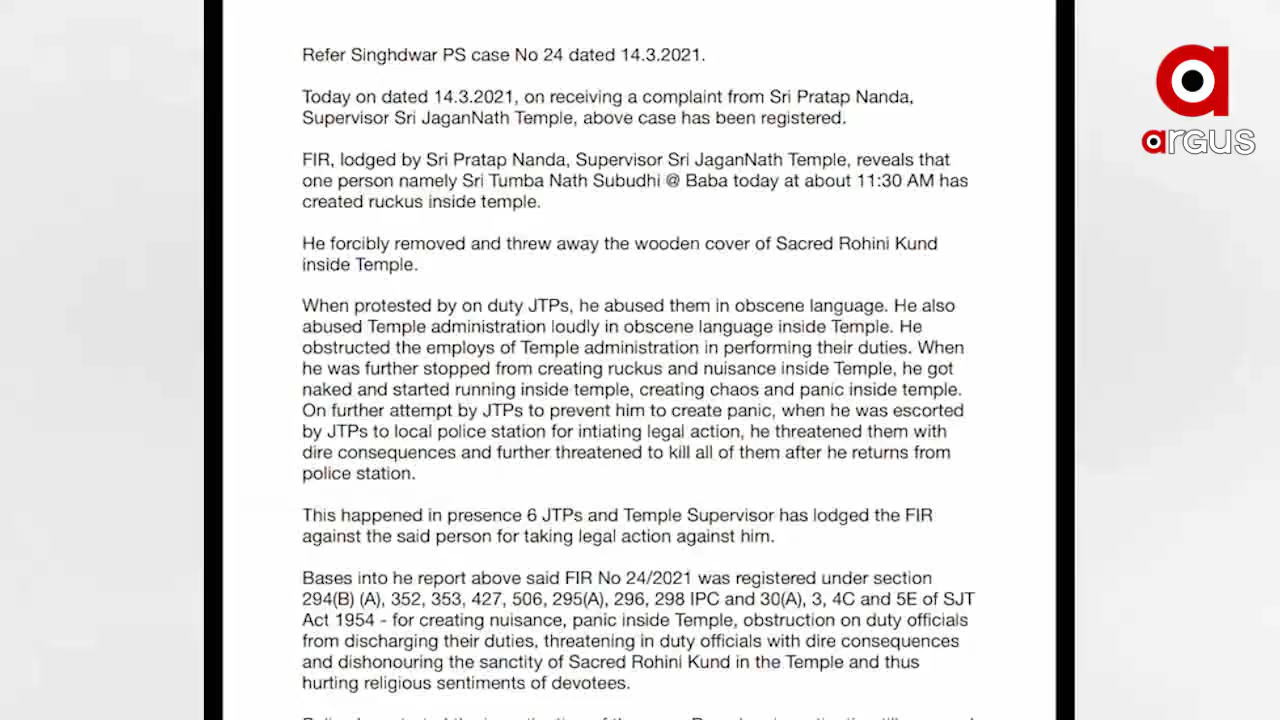 Refer Singhdwar PS case No 24 dated 14.3.2021.
Today on dated 14.3.2021, on receiving a complaint from Sri Pratap Nanda,
Supervisor Sri JaganNath Temple, above case has been registered.
FIR, lodged by Sri Pratap Nanda, Supervisor Sri JaganNath Temple, reveals that
one person namely Sri Tumba Nath Subudhi @ Baba today at about 11:30 AM has
created ruckus inside temple.
He forcibly removed and threw away the wooden cover of Sacred Rohini Kund
inside Temple.
When protested by on duty JTPs, he abused them in obscene language. He also
abused Temple administration loudly in obscene language inside Temple. He
obstructed the employs of Temple administration in performing their duties. When
he was further stopped from creating ruckus and nuisance inside Temple, he got
naked and started running inside temple, creating chaos and panic inside temple.
On further attempt by JTPs to prevent him to create panic, when he was escorted
by JTPs to local police station for intiating legal action, he threatened them with
dire consequences and further threatened to kill all of them after he returns from
police station.
This happened in presence 6 JTPs and Temple Supervisor has lodged the FIR
against the said person for taking legal action against him.
Bases into he report above said FIR No 24/2021 was registered under section
294(B) (A), 352, 353, 427, 506, 295(A), 296, 298 IPC and 30(A), 3, 4C and 5E of SJT
Act 1954 - for creating nuisance, panic inside Temple, obstruction on duty officials
from discharging their duties, threatening in duty officials with dire consequences
and dishonouring the sanctity of Sacred Rohini Kund in the Temple and thus
hurting religious sentiments of devotees.
a
argus